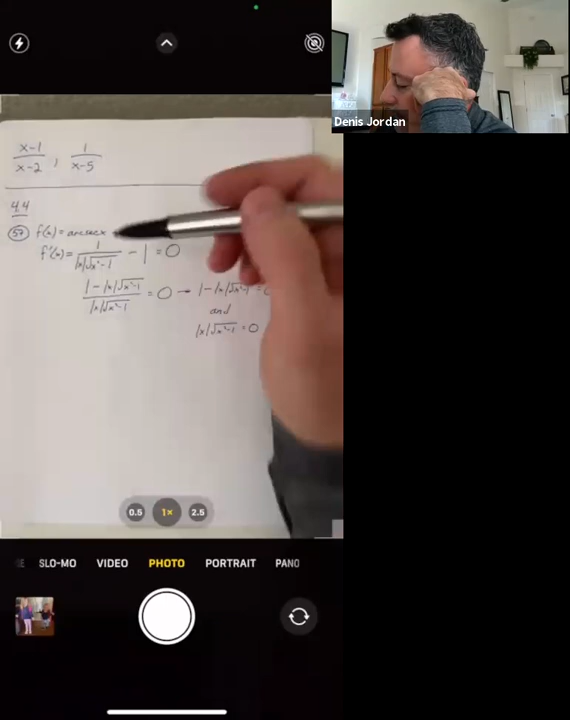 Denis Jordan
x-1/x-2 , 1/x-5
4.4
57 f(x) = arcsec x
f'(x) = 1/|x|√x²-1 - 1 = 0
1-|x|√x²-1/|x|√x²-1 = 0 → 1-|x|√x²-1 =
and
|x|√x²-1 = 0
0.5 1× 2.5
SLO-MO VIDEO PHOTO PORTRAIT PANO